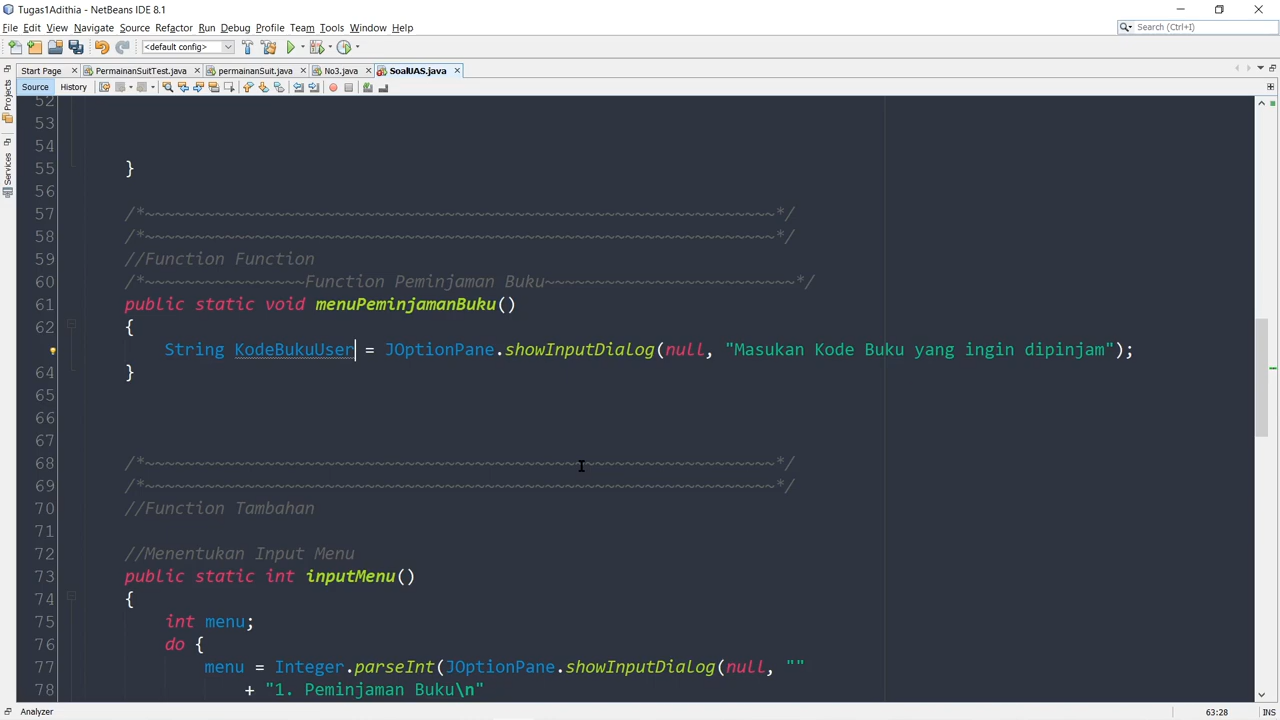 Tugas1Adithia - NetBeans IDE 8.1
File Edit View Navigate Source Refactor Run Debug Profile Team Tools Window Help
Search (Ctrl+I)
<default config>
Start Page PermainanSuitTest.java permainanSuit.java No3.java SoalUAS.java
Source History
Projects
Services
52
53
54
55 }
56
57 /*~~~~~~~~~~~~~~~~~~~~~~~~~~~~~~~~~~~~~~~~~~~~~~~~~~~~~~~~~~~~~~~*/
58 /*~~~~~~~~~~~~~~~~~~~~~~~~~~~~~~~~~~~~~~~~~~~~~~~~~~~~~~~~~~~~~~~*/
59 //Function Function
60 /*~~~~~~~~~~~~~~~~Function Peminjaman Buku~~~~~~~~~~~~~~~~~~~~~~~~~*/
61 public static void menuPeminjamanBuku()
62 {
String KodeBukuUser = JOptionPane.showInputDialog(null, "Masukan Kode Buku yang ingin dipinjam");
64 }
65
66
67
68 /*~~~~~~~~~~~~~~~~~~~~~~~~~~~~~~~~~~~~~~~~~~~~~~~~~~~~~~~~~~~~~~~*/
69 /*~~~~~~~~~~~~~~~~~~~~~~~~~~~~~~~~~~~~~~~~~~~~~~~~~~~~~~~~~~~~~~~*/
70 //Function Tambahan
71
72 //Menentukan Input Menu
73 public static int inputMenu()
74 {
75 int menu;
76 do {
77 menu = Integer.parseInt(JOptionPane.showInputDialog(null, ""
78 + "1. Peminjaman Buku\n"
Analyzer 63:28 INS